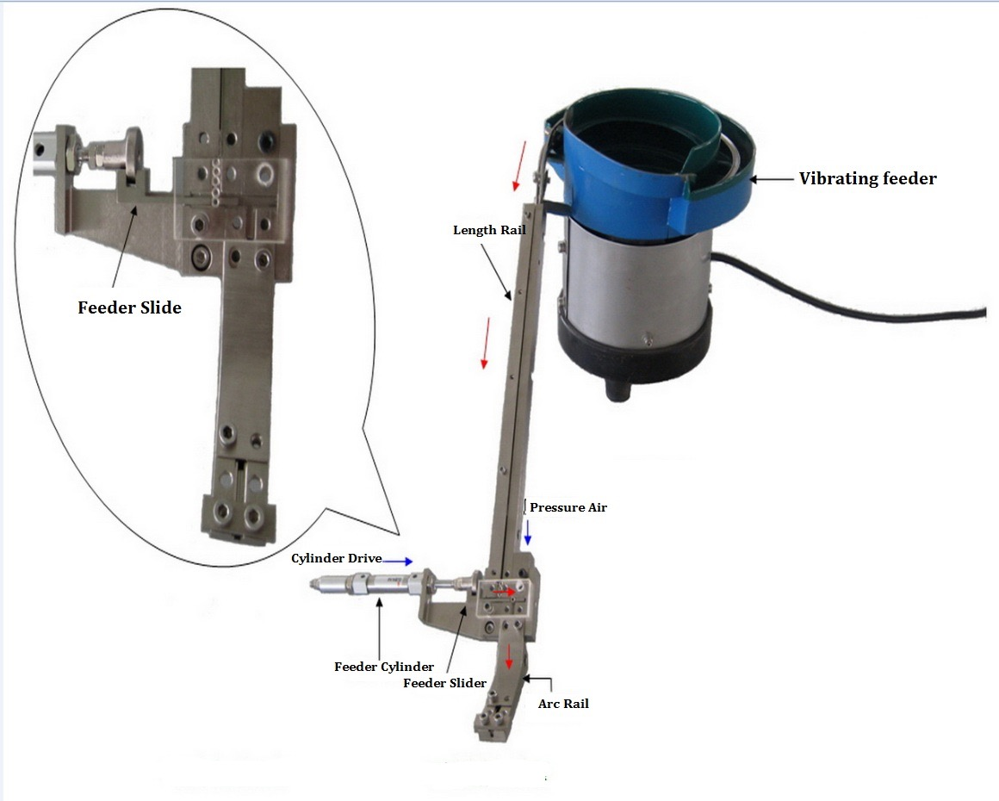 Vibrating feeder
Length Rail
Feeder Slide
Pressure Air
Cylinder Drive
Feeder Cylinder
Feeder Slider
Arc Rail